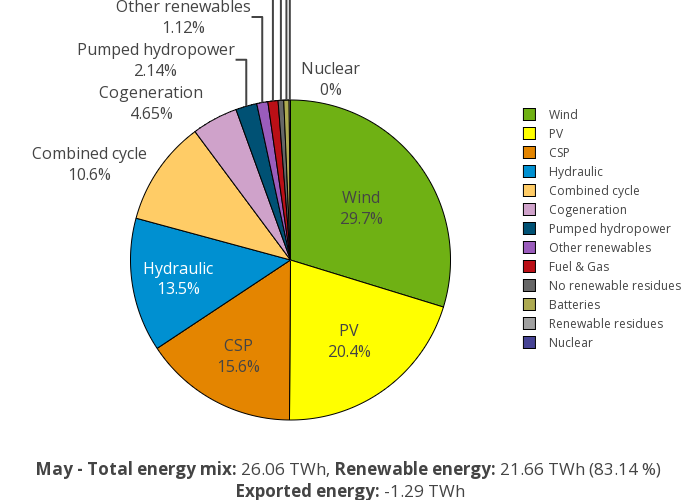 Other renewables
1.12%
Pumped hydropower
2.14%
Cogeneration
4.65%
Combined cycle
10.6%
Nuclear
0%
Wind
29.7%
Hydraulic
13.5%
CSP
15.6%
PV
20.4%
Wind
PV
CSP
Hydraulic
Combined cycle
Cogeneration
Pumped hydropower
Other renewables
Fuel & Gas
No renewable residues
Batteries
Renewable residues
Nuclear
May - Total energy mix: 26.06 TWh, Renewable energy: 21.66 TWh (83.14 %)
Exported energy: -1.29 TWh